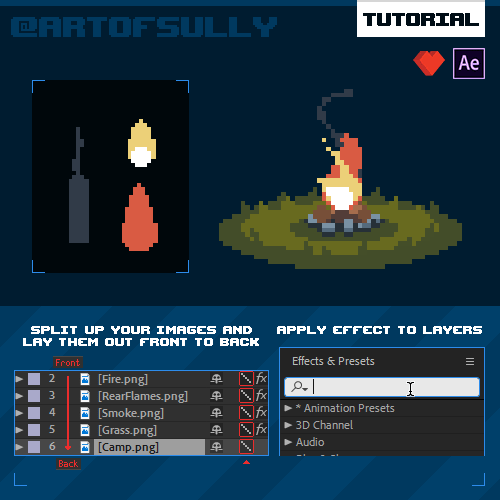 @ARTOFSULLY
TUTORIAL
Ae
SPLIT UP YOUR IMAGES AND
LAY THEM OUT FRONT TO BACK
APPLY EFFECT TO LAYERS
Front
2 [Fire.png] fx
3 [RearFlames.png] fx
4 [Smoke.png] fx
5 [Grass.png] fx
6 [Camp.png]
Back
Effects & Presets
* Animation Presets
3D Channel
Audio